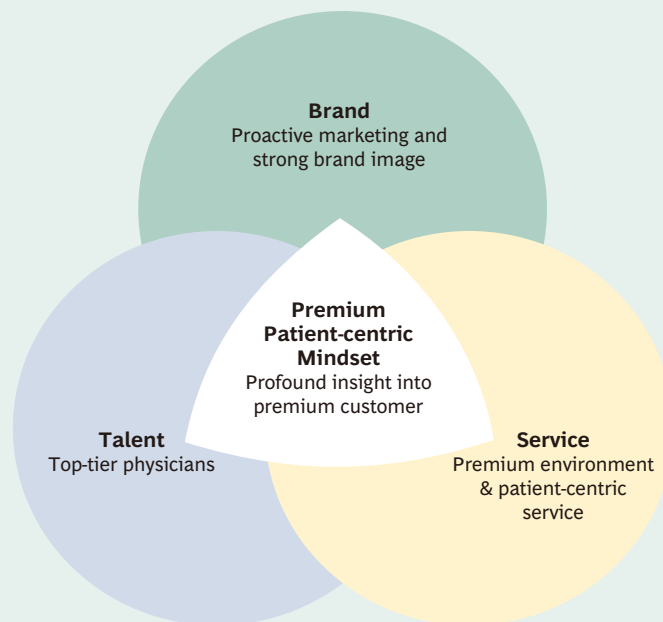 Brand
Proactive marketing and
strong brand image
Premium
Patient-centric
Mindset
Profound insight into
premium customer
Talent
Top-tier physicians
Service
Premium environment
& patient-centric
service